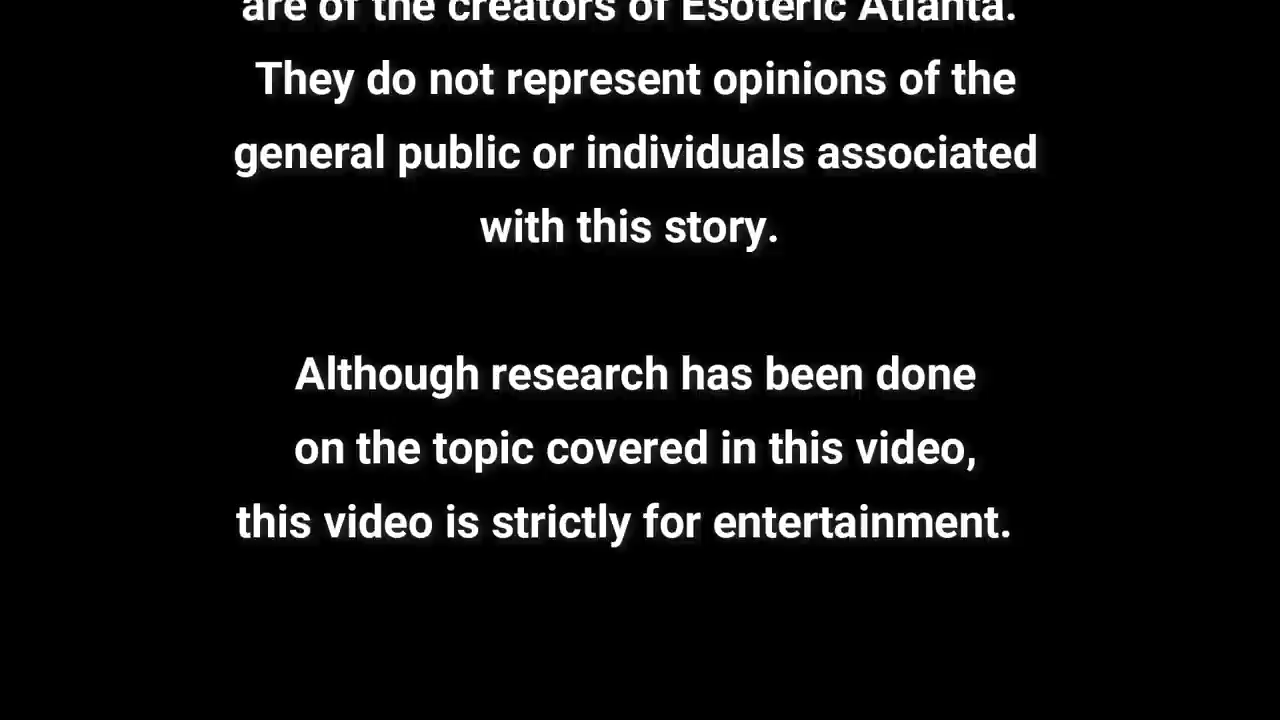 are of the creators of Esoteric Atlanta.
They do not represent opinions of the
general public or individuals associated
with this story.
Although research has been done
on the topic covered in this video,
this video is strictly for entertainment.